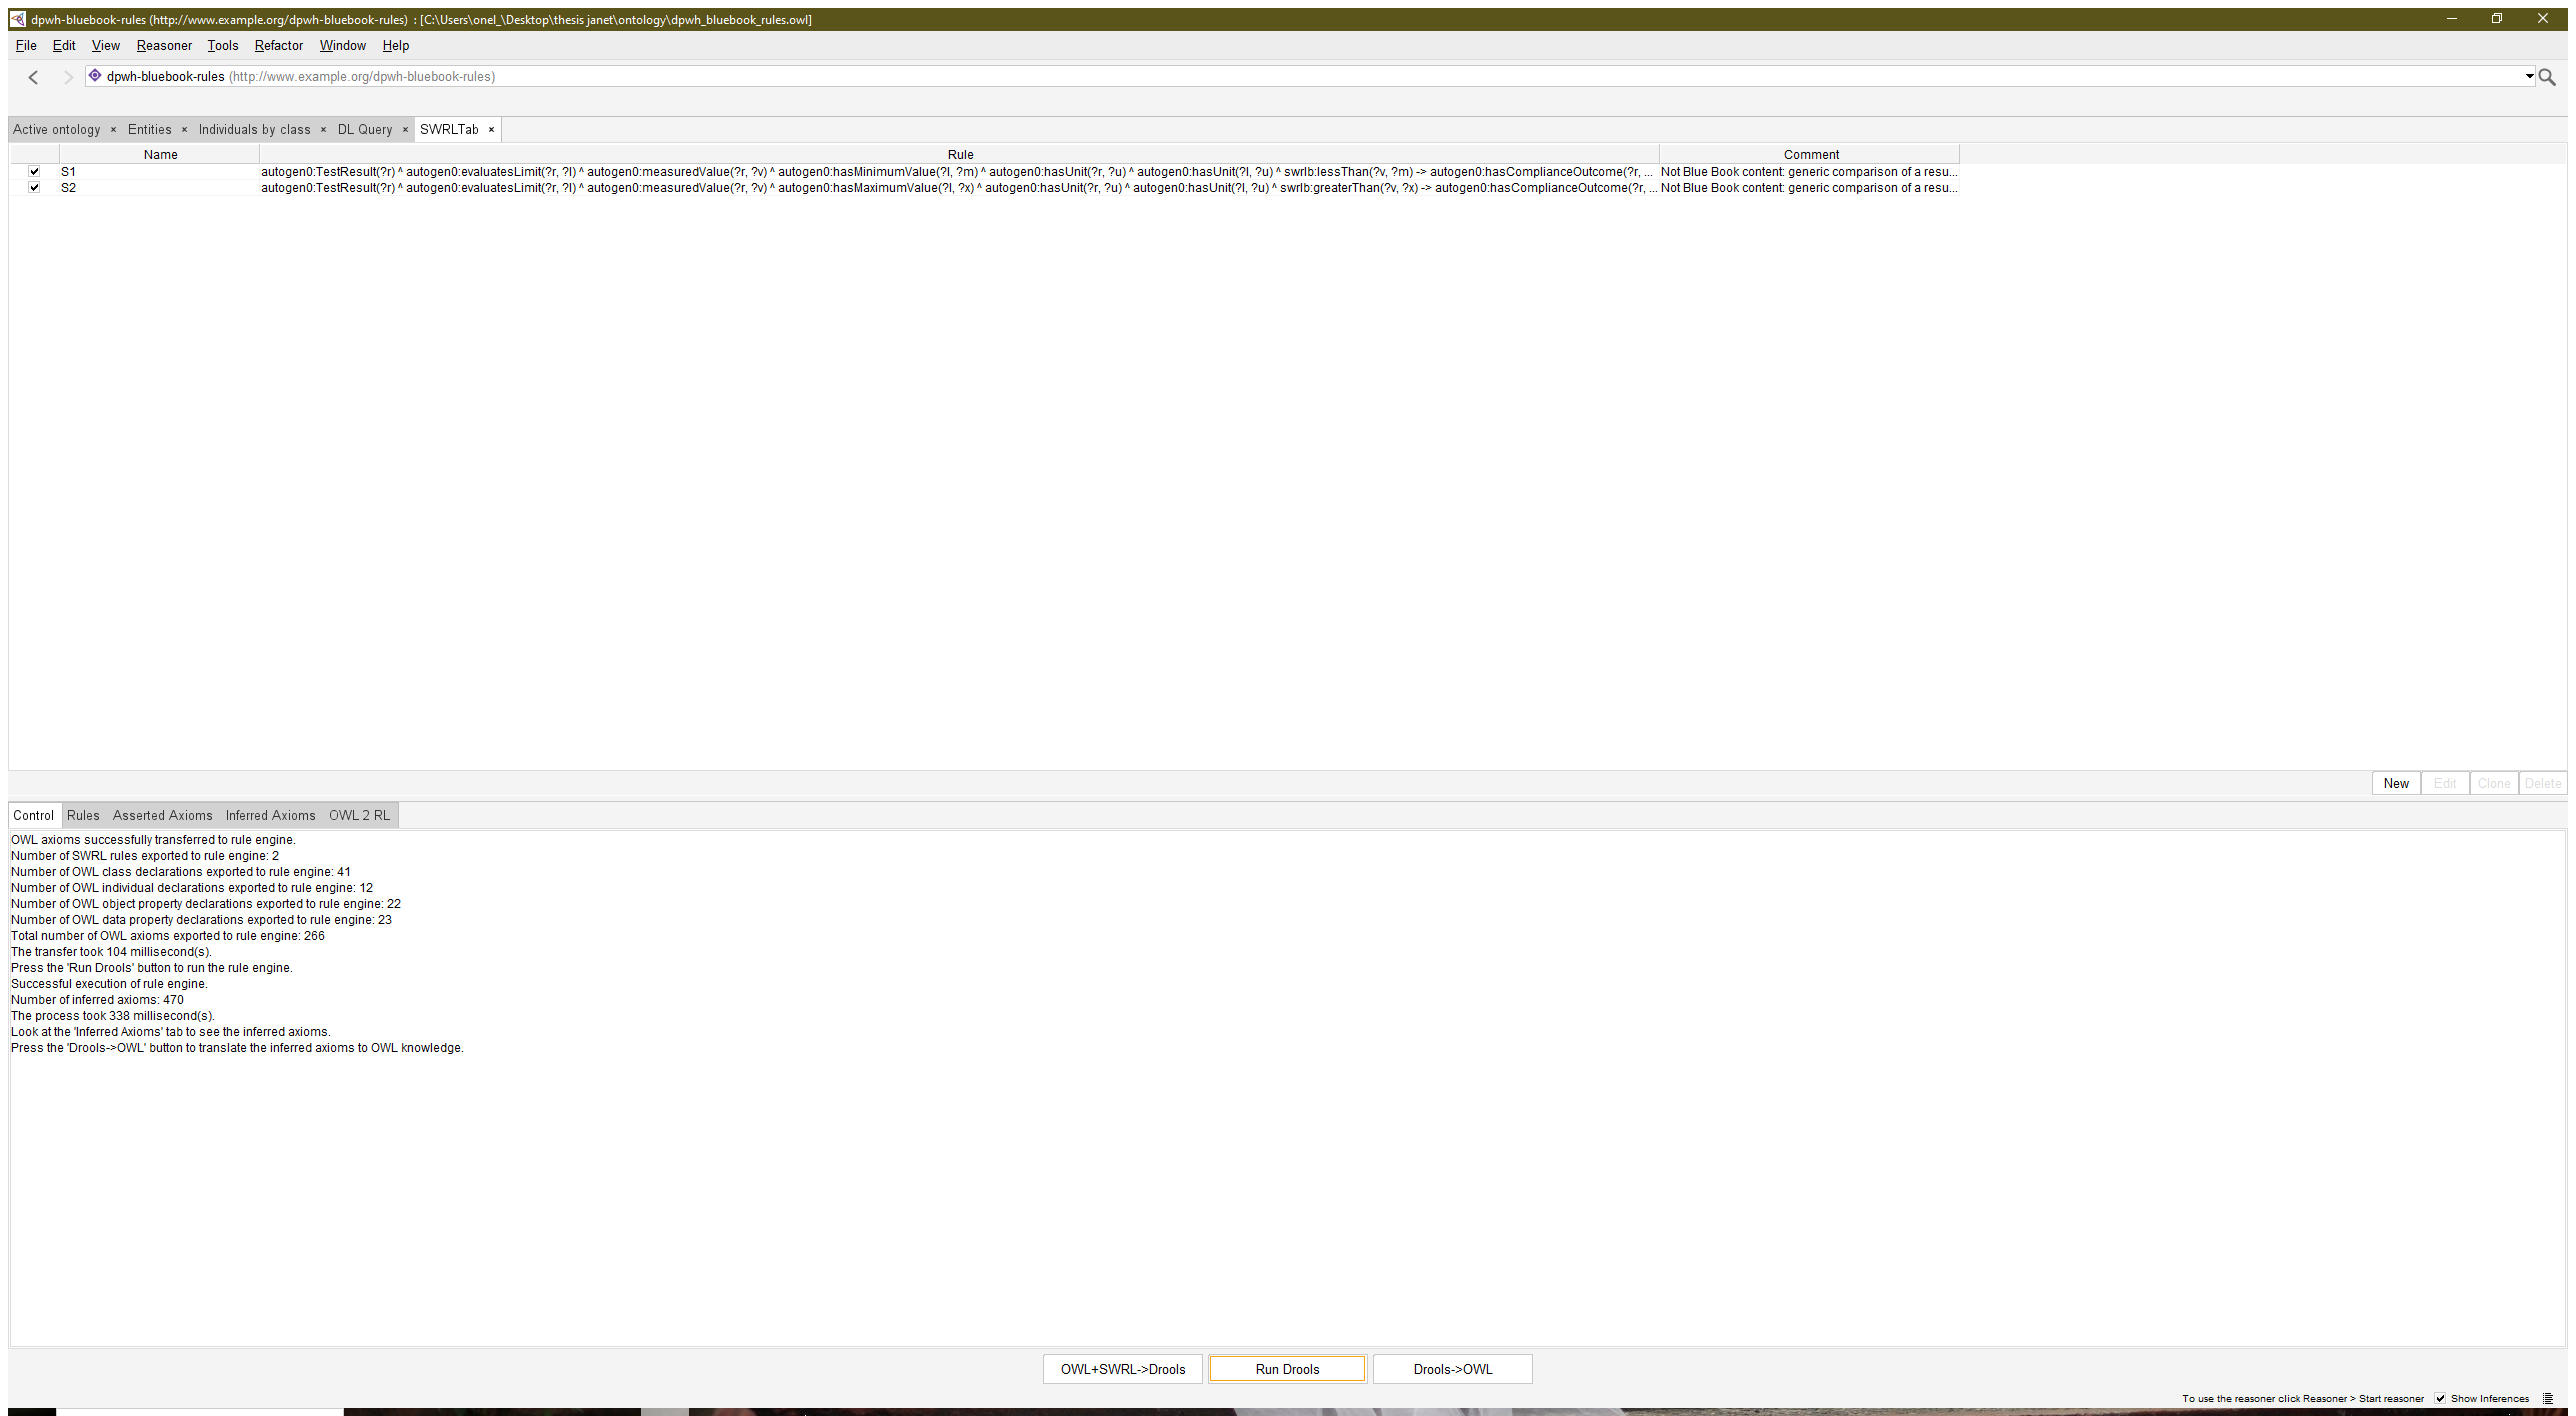 dpwh-bluebook-rules (http://www.example.org/dpwh-bluebook-rules) : [C:\Users\onel_\Desktop\thesis janet\ontology\dpwh_bluebook_rules.owl]
File Edit View Reasoner Tools Refactor Window Help
dpwh-bluebook-rules (http://www.example.org/dpwh-bluebook-rules)
Active ontology × Entities × Individuals by class × DL Query × SWRLTab ×
Name Rule Comment
S1 autogen0:TestResult(?r) ^ autogen0:evaluatesLimit(?r, ?l) ^ autogen0:measuredValue(?r, ?v) ^ autogen0:hasMinimumValue(?l, ?m) ^ autogen0:hasUnit(?r, ?u) ^ autogen0:hasUnit(?l, ?u) ^ swrlb:lessThan(?v, ?m) -> autogen0:hasComplianceOutcome(?r, ... Not Blue Book content: generic comparison of a resu...
S2 autogen0:TestResult(?r) ^ autogen0:evaluatesLimit(?r, ?l) ^ autogen0:measuredValue(?r, ?v) ^ autogen0:hasMaximumValue(?l, ?x) ^ autogen0:hasUnit(?r, ?u) ^ autogen0:hasUnit(?l, ?u) ^ swrlb:greaterThan(?v, ?x) -> autogen0:hasComplianceOutcome(?r, ... Not Blue Book content: generic comparison of a resu...
New Edit Clone Delete
Control Rules Asserted Axioms Inferred Axioms OWL 2 RL
OWL axioms successfully transferred to rule engine.
Number of SWRL rules exported to rule engine: 2
Number of OWL class declarations exported to rule engine: 41
Number of OWL individual declarations exported to rule engine: 12
Number of OWL object property declarations exported to rule engine: 22
Number of OWL data property declarations exported to rule engine: 23
Total number of OWL axioms exported to rule engine: 266
The transfer took 104 millisecond(s).
Press the 'Run Drools' button to run the rule engine.
Successful execution of rule engine.
Number of inferred axioms: 470
The process took 338 millisecond(s).
Look at the 'Inferred Axioms' tab to see the inferred axioms.
Press the 'Drools->OWL' button to translate the inferred axioms to OWL knowledge.
OWL+SWRL->Drools Run Drools Drools->OWL
To use the reasoner click Reasoner > Start reasoner Show Inferences